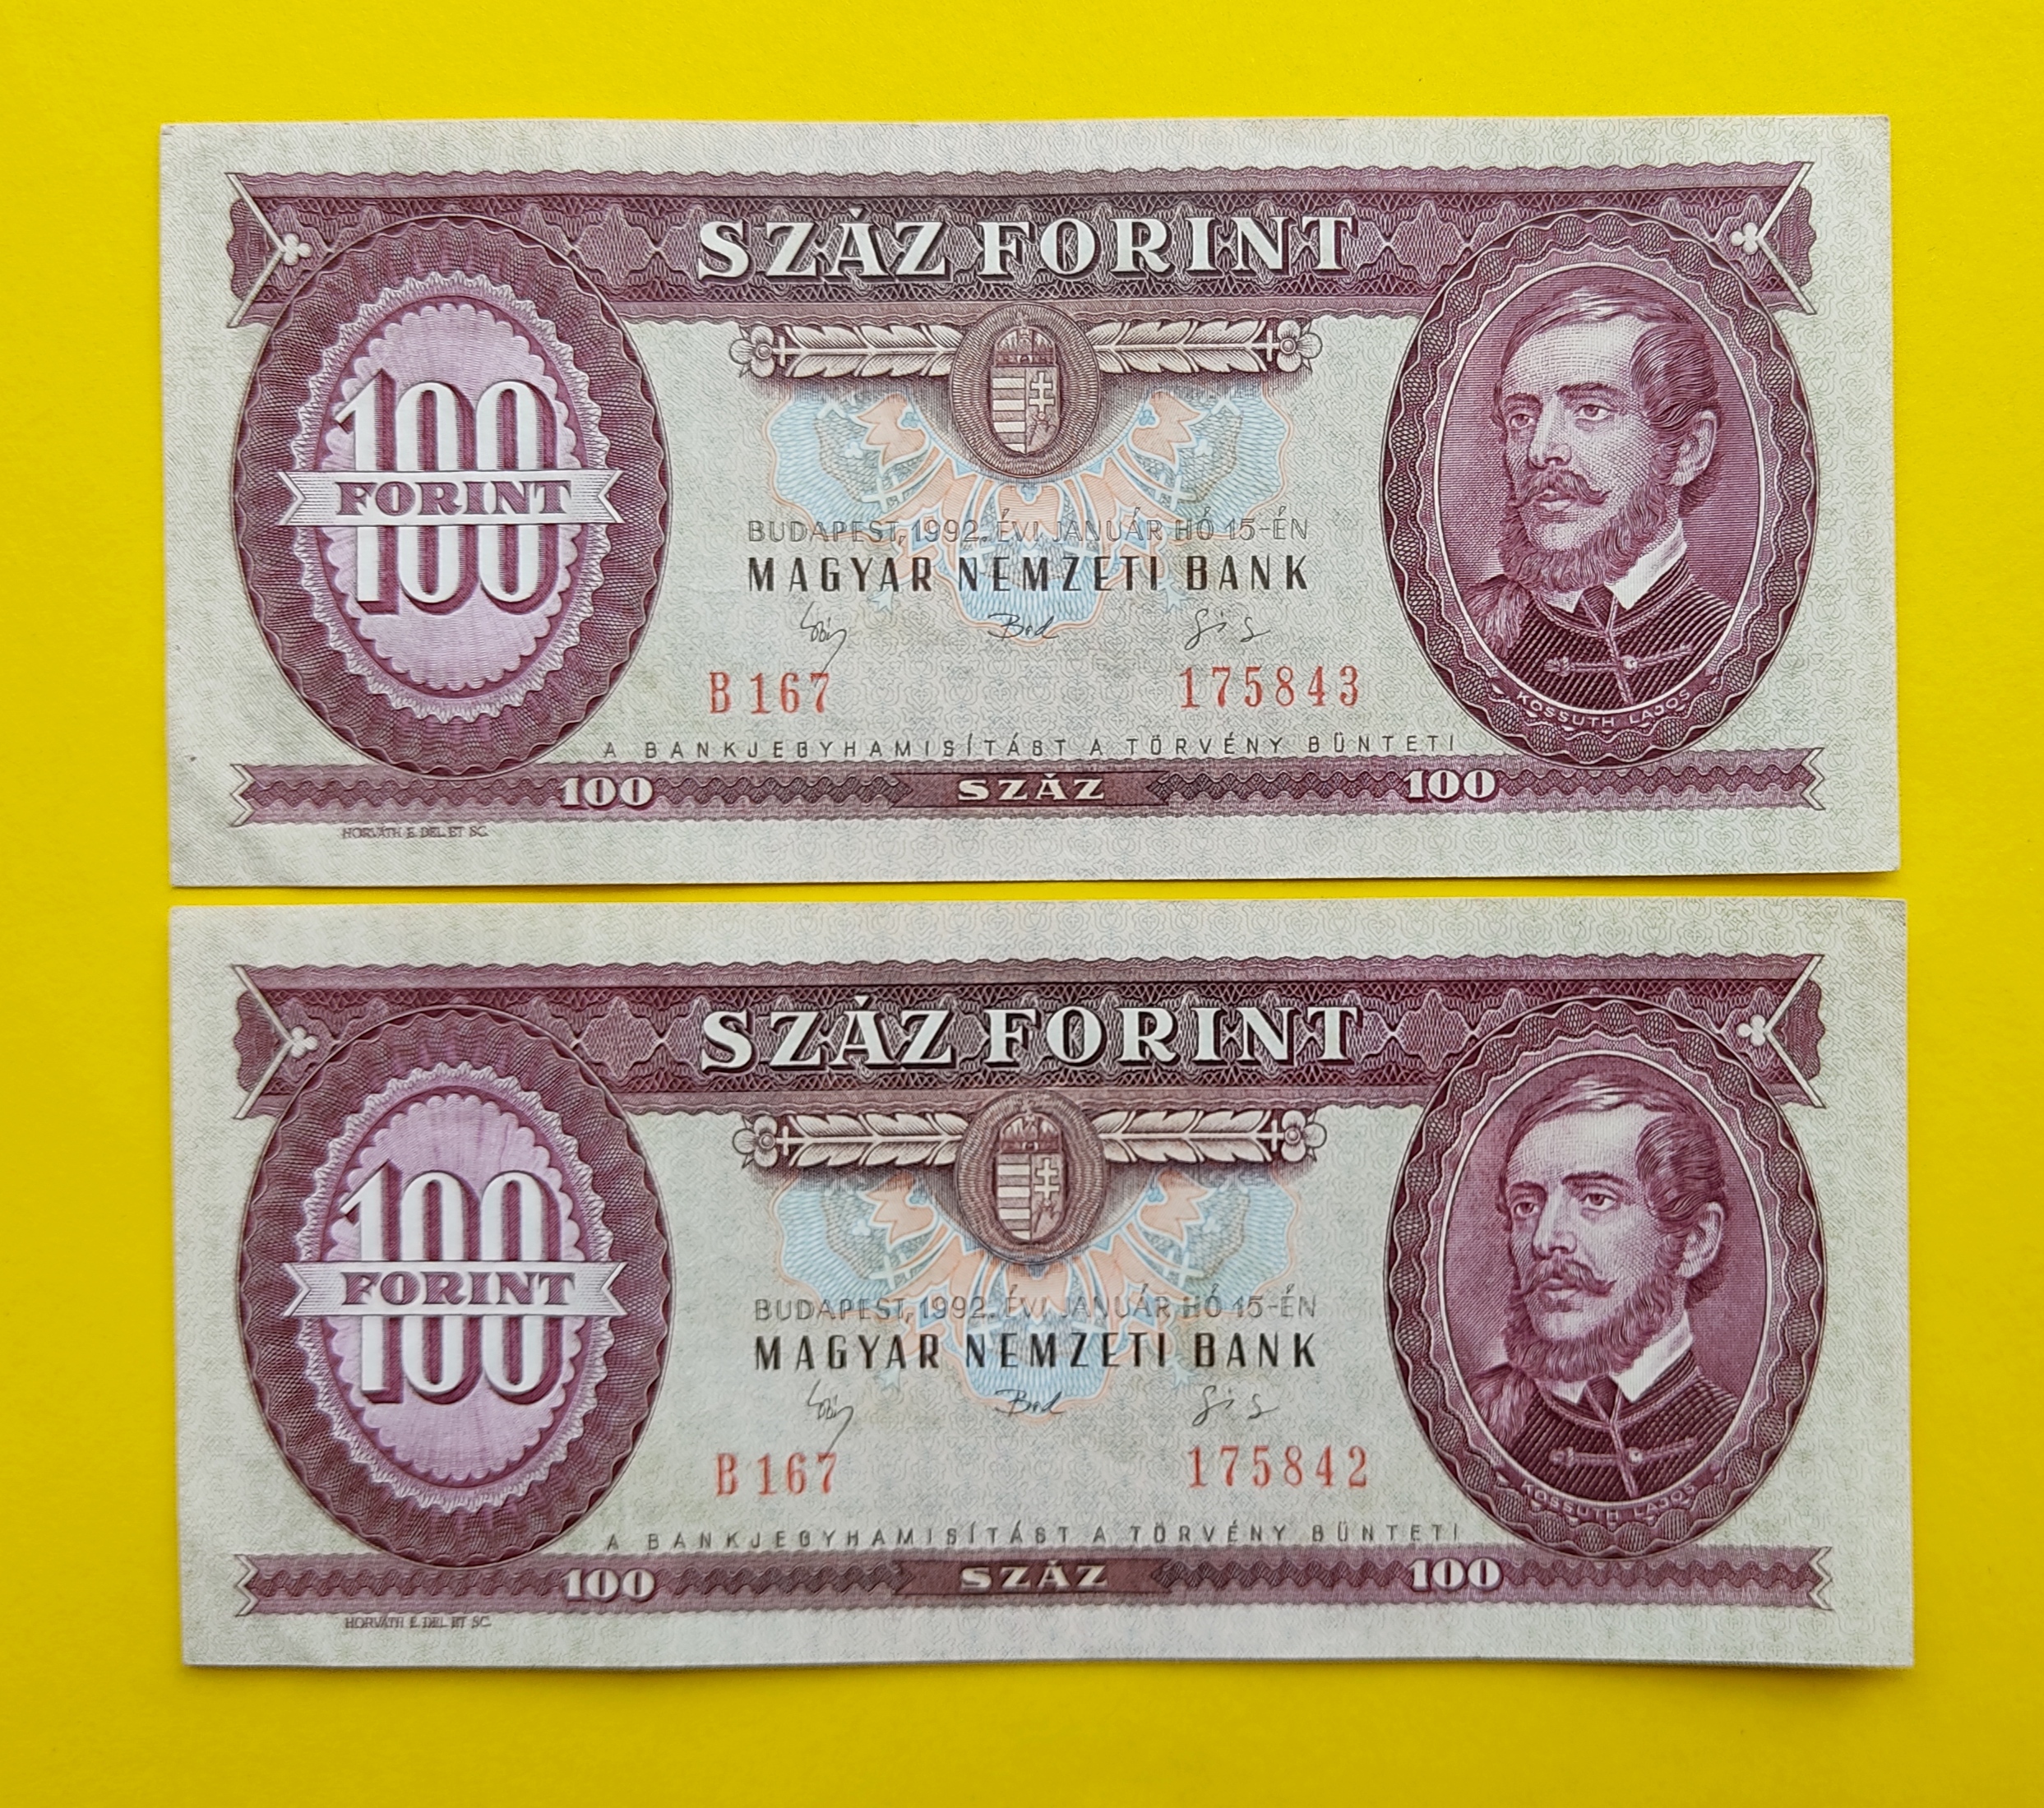 SZÁZ FORINT
100
FORINT
100
BUDAPEST, 1992. ÉVI JANUÁR HÓ 15-ÉN
MAGYAR NEMZETI BANK
B 167 175843
KOSSUTH LAJOS
A BANKJEGYHAMISÍTÁST A TÖRVÉNY BÜNTETI
100 SZÁZ 100
HORVÁTH E. DEL. ET SC.
SZÁZ FORINT
100
FORINT
100
BUDAPEST, 1992. ÉVI JANUÁR HÓ 15-ÉN
MAGYAR NEMZETI BANK
B 167 175842
KOSSUTH LAJOS
A BANKJEGYHAMISÍTÁST A TÖRVÉNY BÜNTETI
100 SZÁZ 100
HORVÁTH E. DEL. ET SC.